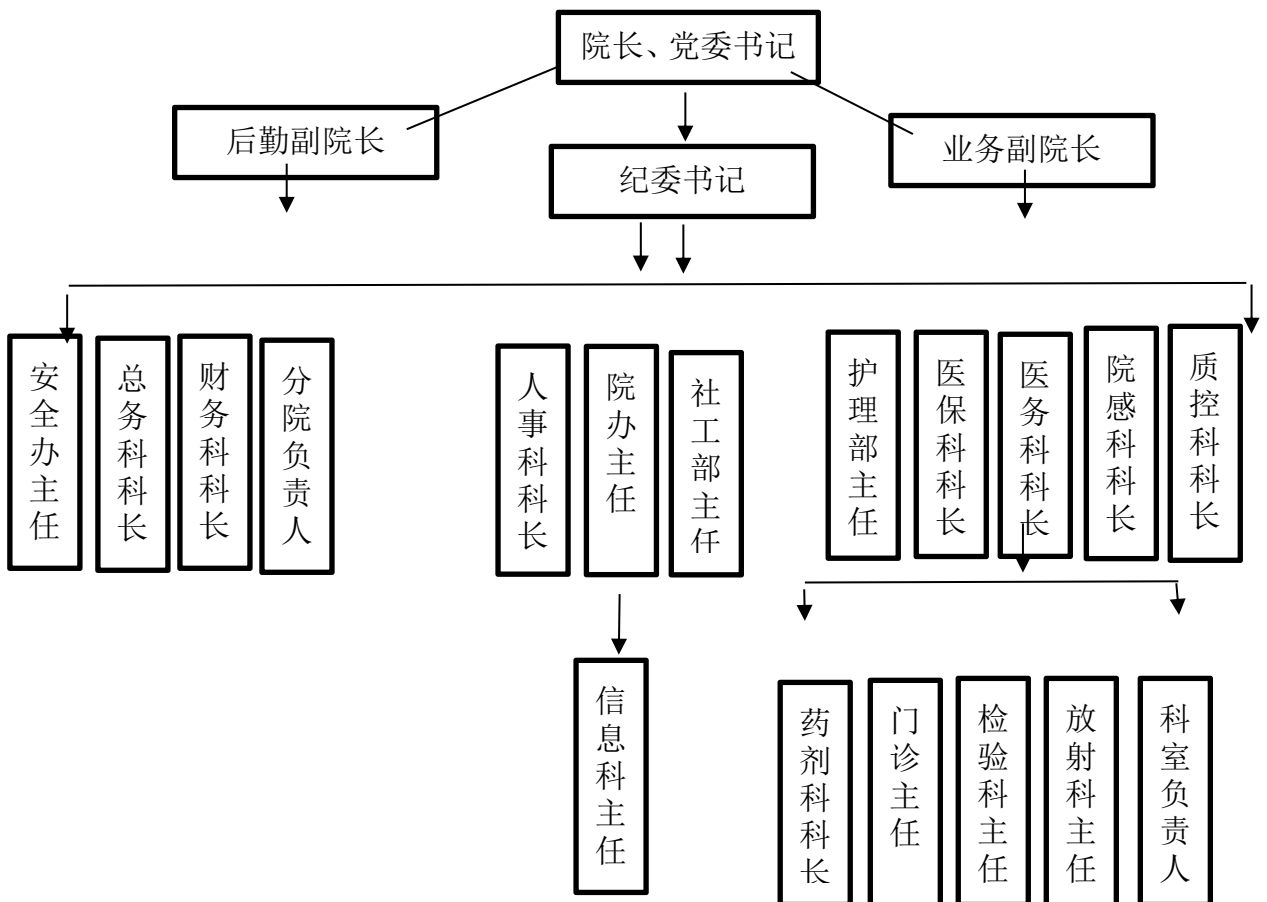 院长、党委书记
后勤副院长
纪委书记
业务副院长
安全办主任
总务科科长
财务科科长
分院负责人
人事科科长
院办主任
社工部主任
护理部主任
医保科科长
医务科科长
院感科科长
质控科科长
信息科主任
药剂科科长
门诊主任
检验科主任
放射科主任
科室负责人